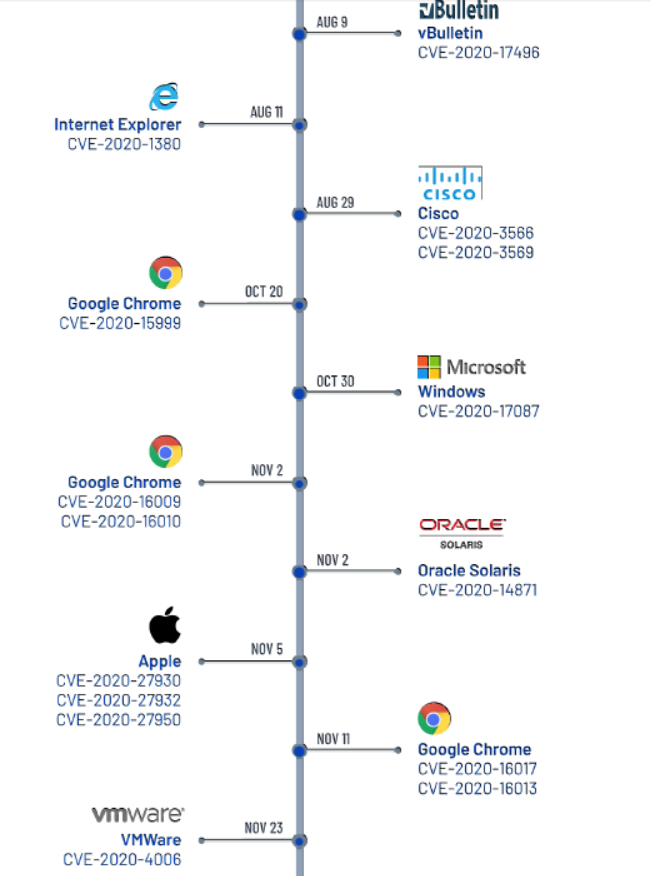 vBulletin
AUG 9
vBulletin
CVE-2020-17496
AUG 11
Internet Explorer
CVE-2020-1380
CISCO
AUG 29
Cisco
CVE-2020-3566
CVE-2020-3569
OCT 20
Google Chrome
CVE-2020-15999
Microsoft
OCT 30
Windows
CVE-2020-17087
NOV 2
Google Chrome
CVE-2020-16009
CVE-2020-16010
ORACLE
SOLARIS
NOV 2
Oracle Solaris
CVE-2020-14871
NOV 5
Apple
CVE-2020-27930
CVE-2020-27932
CVE-2020-27950
NOV 11
Google Chrome
CVE-2020-16017
CVE-2020-16013
vmware
NOV 23
VMWare
CVE-2020-4006